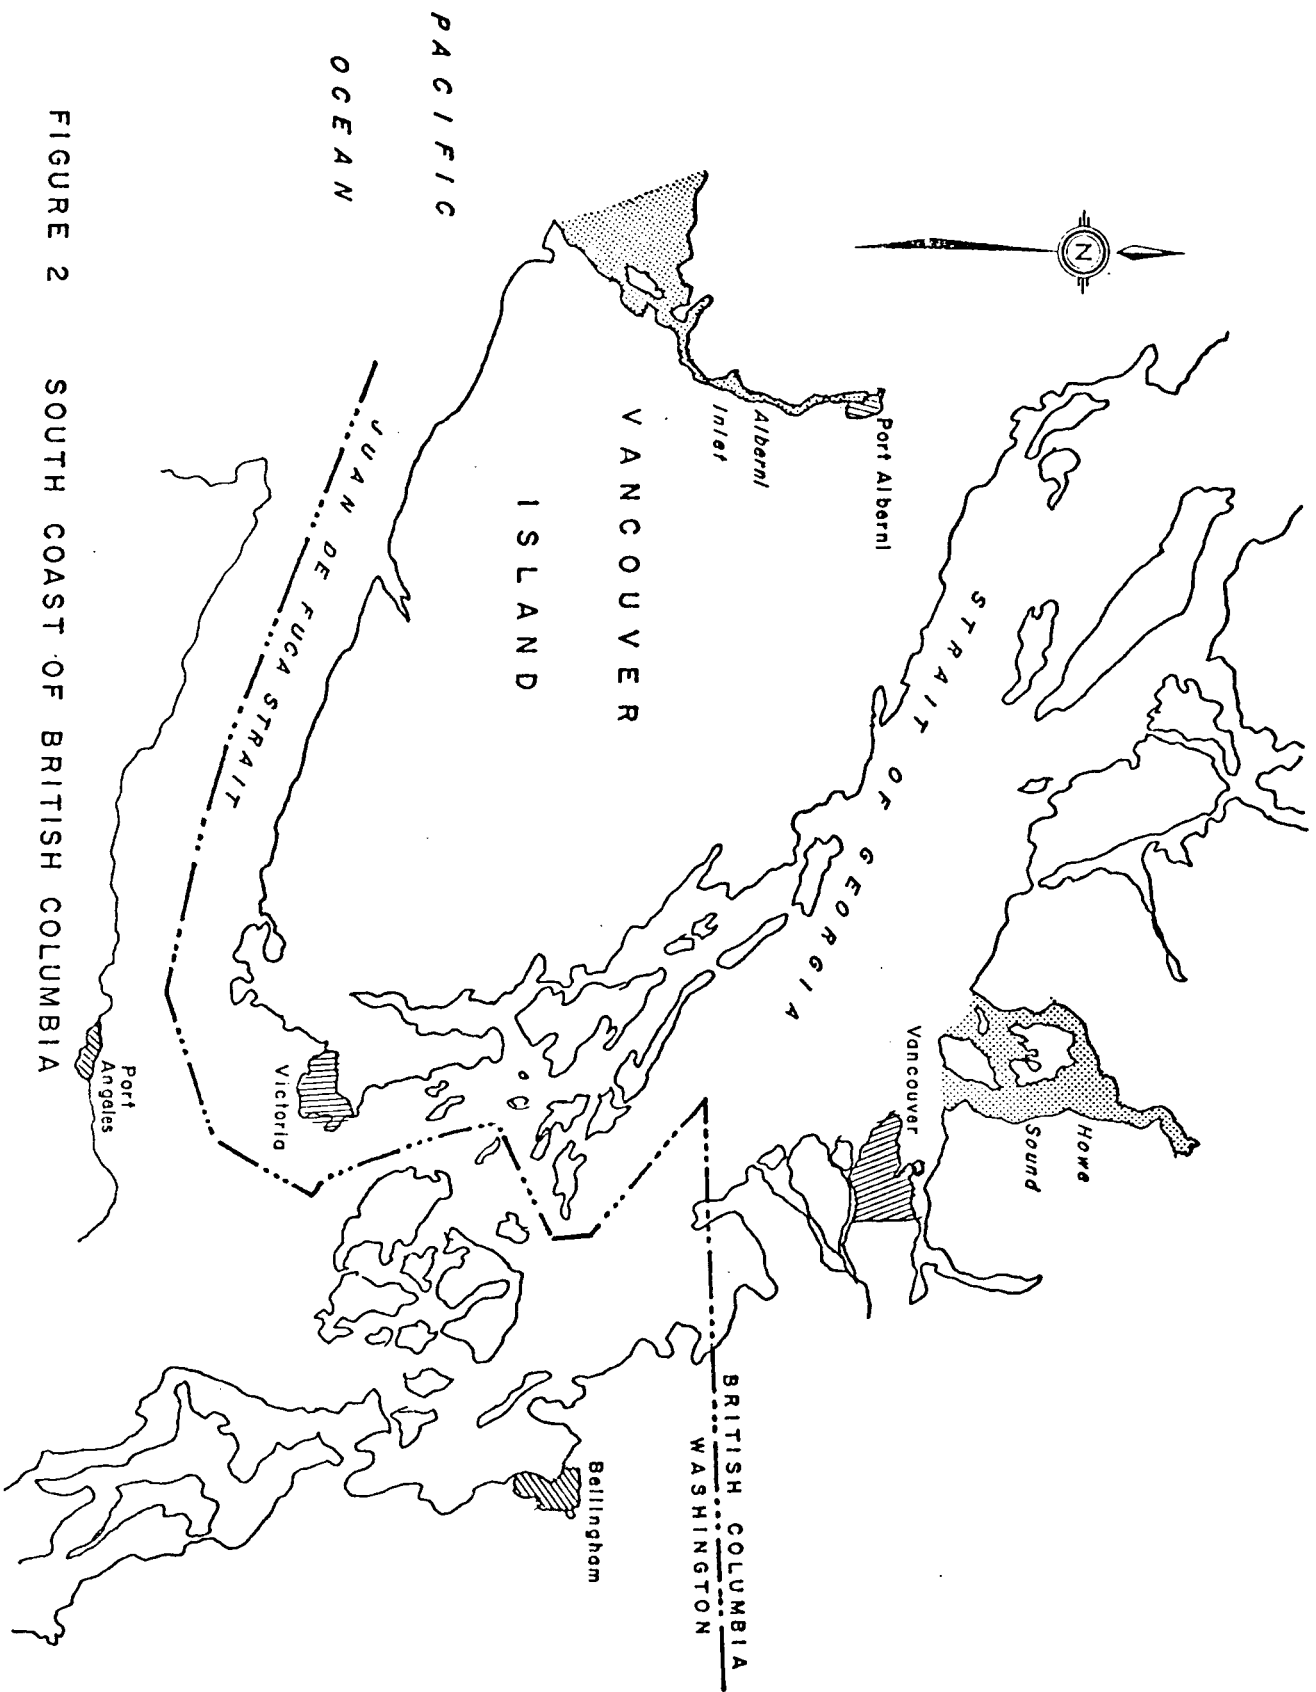 N
PACIFIC
OCEAN
Port Alberni
Alberni
Inlet
VANCOUVER
ISLAND
STRAIT OF GEORGIA
JUAN DE FUCA STRAIT
Howe
Sound
Vancouver
Victoria
Port
Angales
BRITISH COLUMBIA
WASHINGTON
Bellingham
FIGURE 2 SOUTH COAST OF BRITISH COLUMBIA